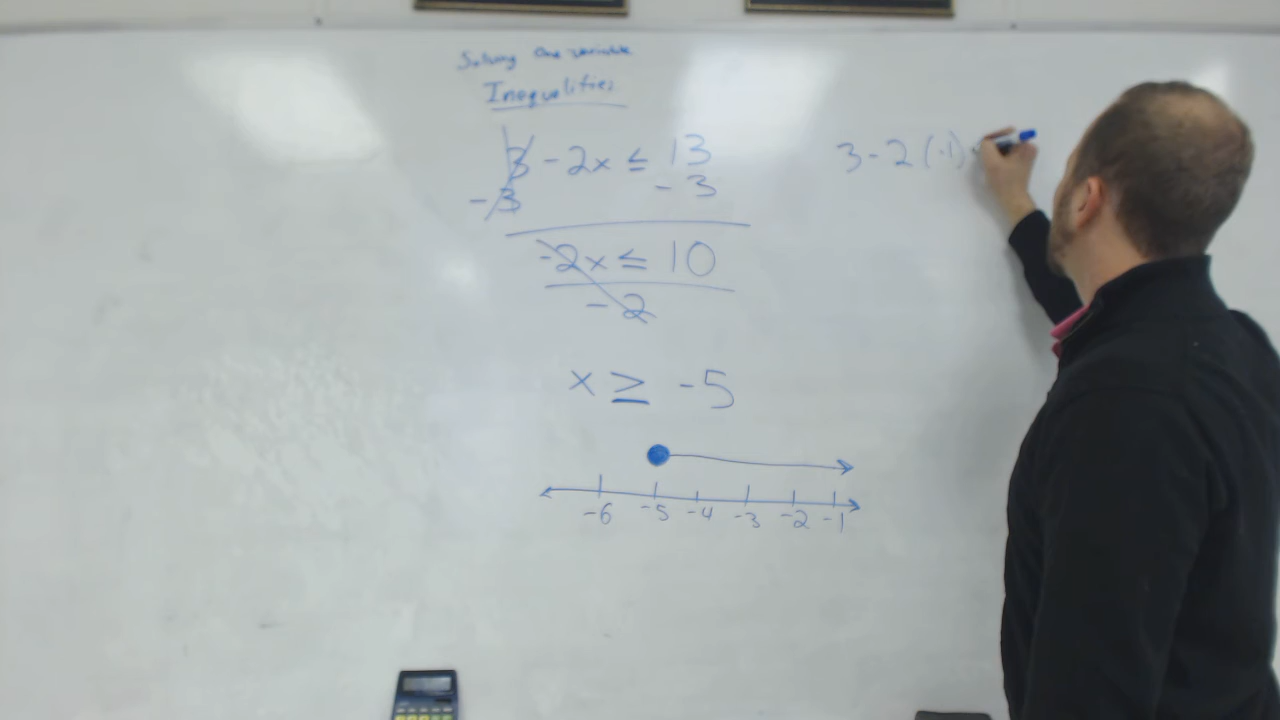 Solving One variable
Inequalities
3 - 2x ≤ 13
-3 - 3
-2x ≤ 10
-2
x ≥ -5
-6 -5 -4 -3 -2 -1
3 - 2 (-1)